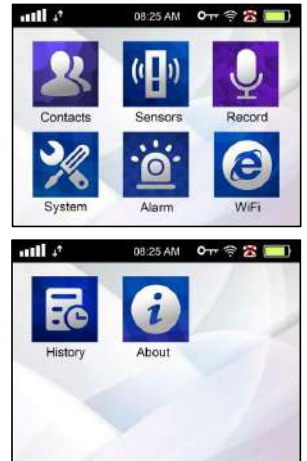 08:25 AM
Contacts Sensors Record
System Alarm WiFi
08:25 AM
History About